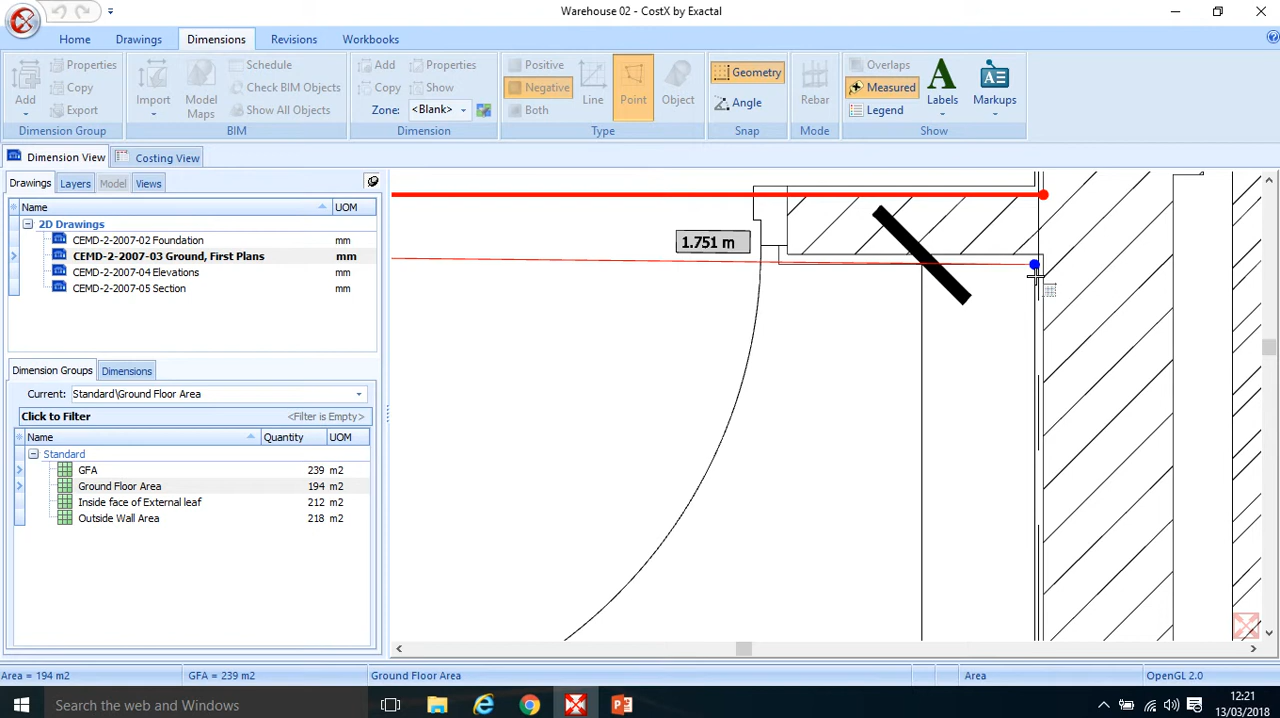 Warehouse 02 - CostX by Exactal
Home Drawings Dimensions Revisions Workbooks
Add Properties Copy Export
Dimension Group
Import Model Maps Schedule Check BIMObjects Show All Objects
BIM
Add Properties Copy Show Zone: <Blank>
Dimension
Positive Negative Both Line Point Object
Type
Geometry Angle
Snap
Rebar
Mode
Overlaps Measured Legend Labels Markups
Show
Dimension View Costing View
Drawings Layers Model Views
Name UOM
2D Drawings
CEMD-2-2007-02 Foundation mm
CEMD-2-2007-03 Ground, First Plans mm
CEMD-2-2007-04 Elevations mm
CEMD-2-2007-05 Section mm
1.751 m
Dimension Groups Dimensions
Current: Standard\Ground Floor Area
Click to Filter <Filter is Empty>
Name Quantity UOM
Standard
GFA 239 m2
Ground Floor Area 194 m2
Inside face of External leaf 212 m2
Outside Wall Area 218 m2
Area = 194 m2 GFA = 239 m2 Ground Floor Area Area OpenGL 2.0
Search the web and Windows
12:21
13/03/2018